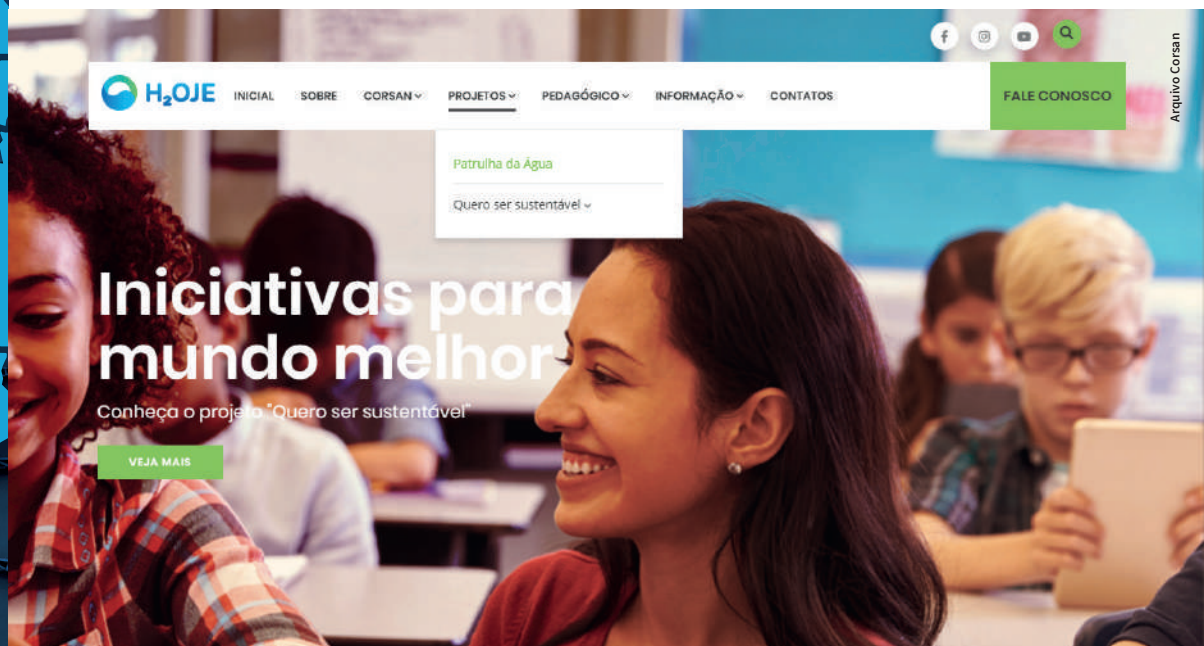 Arquivo Corsan
H₂OJE
INICIAL SOBRE CORSAN PROJETOS PEDAGÓGICO INFORMAÇÃO CONTATOS
FALE CONOSCO
Patrulha da Água
Quero ser sustentável
Iniciativas para
mundo melhor
Conheça o projeto "Quero ser sustentável"
VEJA MAIS